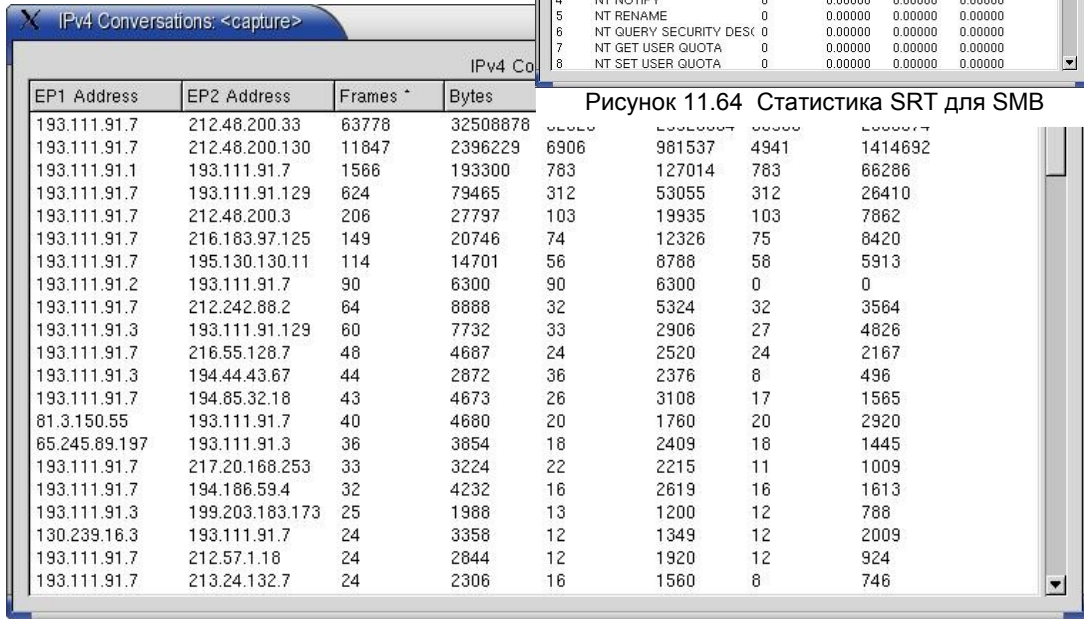 IPv4 Conversations: <capture>
4 NT NOTIFY 0 0.00000 0.00000 0.00000
5 NT RENAME 0 0.00000 0.00000 0.00000
6 NT QUERY SECURITY DES( 0 0.00000 0.00000 0.00000
7 NT GET USER QUOTA 0 0.00000 0.00000 0.00000
8 NT SET USER QUOTA 0 0.00000 0.00000 0.00000
Рисунок 11.64 Статистика SRT для SMB
IPv4 Co
EP1 Address EP2 Address Frames Bytes
193.111.91.7 212.48.200.33 63778 32508878
193.111.91.7 212.48.200.130 11847 2396229 6906 981537 4941 1414692
193.111.91.1 193.111.91.7 1566 193300 783 127014 783 66286
193.111.91.7 193.111.91.129 624 79465 312 53055 312 26410
193.111.91.7 212.48.200.3 206 27797 103 19935 103 7862
193.111.91.7 216.183.97.125 149 20746 74 12326 75 8420
193.111.91.7 195.130.130.11 114 14701 56 8788 58 5913
193.111.91.2 193.111.91.7 90 6300 90 6300 0 0
193.111.91.7 212.242.88.2 64 8888 32 5324 32 3564
193.111.91.3 193.111.91.129 60 7732 33 2906 27 4826
193.111.91.7 216.55.128.7 48 4687 24 2520 24 2167
193.111.91.3 194.44.43.67 44 2872 36 2376 8 496
193.111.91.7 194.85.32.18 43 4673 26 3108 17 1565
81.3.150.55 193.111.91.7 40 4680 20 1760 20 2920
65.245.89.197 193.111.91.3 36 3854 18 2409 18 1445
193.111.91.7 217.20.168.253 33 3224 22 2215 11 1009
193.111.91.7 194.186.59.4 32 4232 16 2619 16 1613
193.111.91.3 199.203.183.173 25 1988 13 1200 12 788
130.239.16.3 193.111.91.7 24 3358 12 1349 12 2009
193.111.91.7 212.57.1.18 24 2844 12 1920 12 924
193.111.91.7 213.24.132.7 24 2306 16 1560 8 746